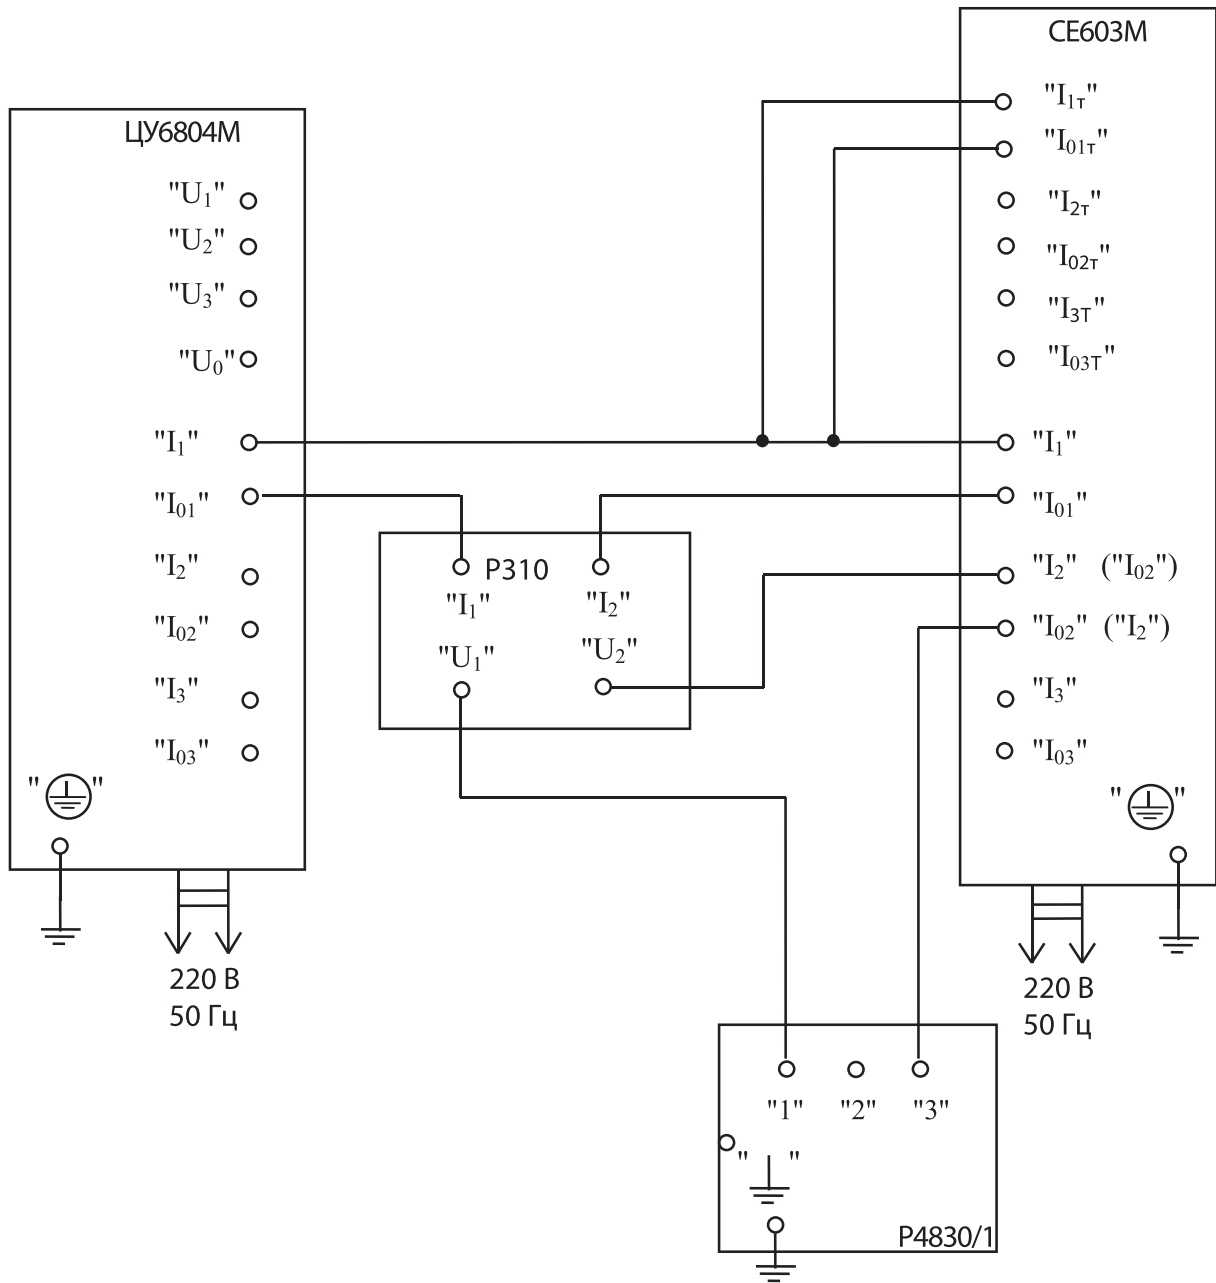 ЦУ6804М
"U₁"
"U₂"
"U₃"
"U₀"
"I₁"
"I₀₁"
"I₂"
"I₀₂"
"I₃"
"I₀₃"
" "
220 В
50 Гц
Р310
"I₁" "I₂"
"U₁" "U₂"
СЕ603М
"I₁т"
"I₀₁т"
"I₂т"
"I₀₂т"
"I₃Т"
"I₀₃Т"
"I₁"
"I₀₁"
"I₂" ("I₀₂")
"I₀₂" ("I₂")
"I₃"
"I₀₃"
" "
220 В
50 Гц
"1" "2" "3"
" "
Р4830/1